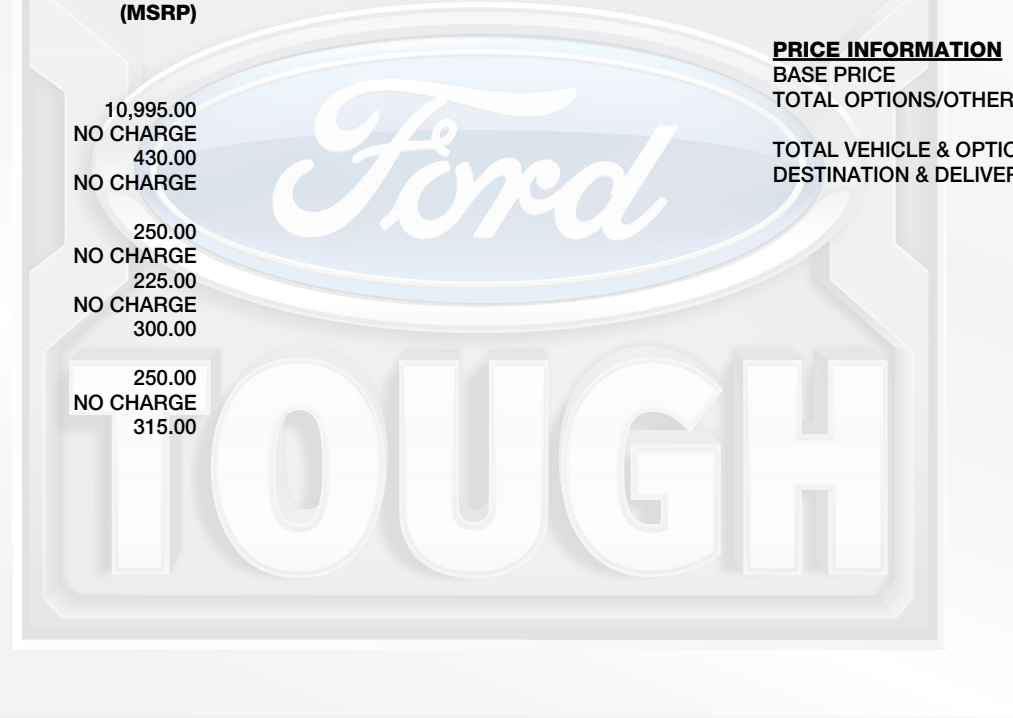 (MSRP)
10,995.00
NO CHARGE
430.00
NO CHARGE
250.00
NO CHARGE
225.00
NO CHARGE
300.00
250.00
NO CHARGE
315.00
PRICE INFORMATION
BASE PRICE
TOTAL OPTIONS/OTHER
TOTAL VEHICLE & OPTIO
DESTINATION & DELIVER
Ford
TOUGH